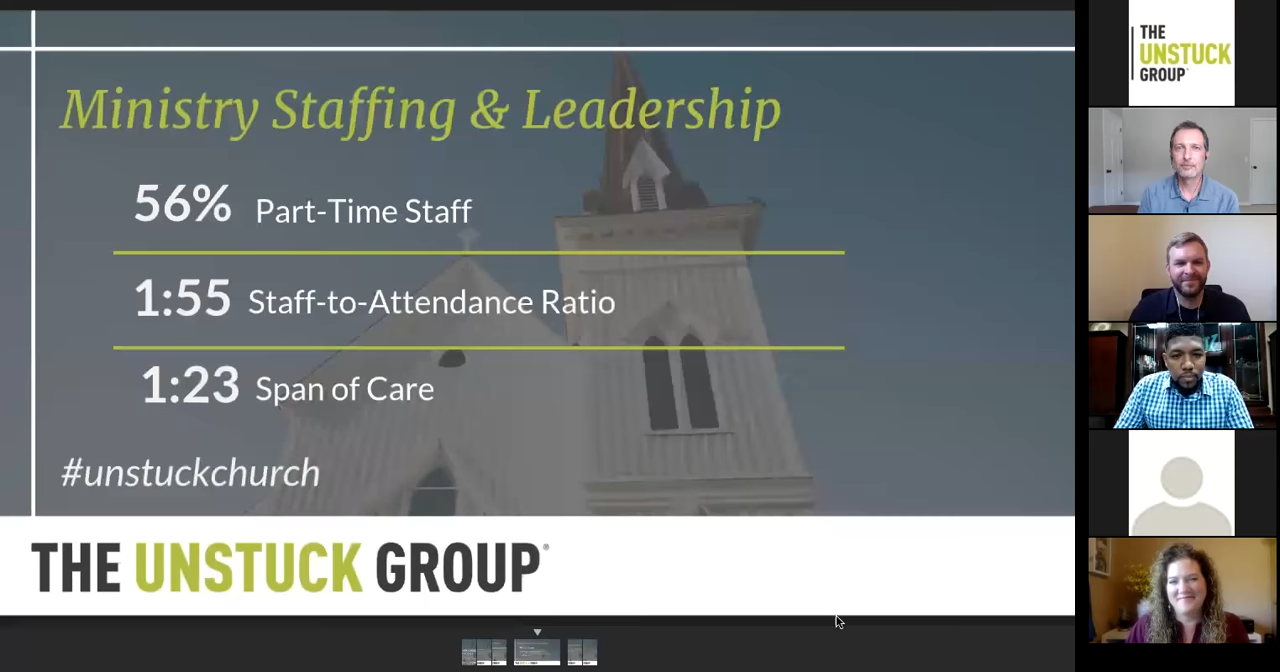 Ministry Staffing & Leadership
56% Part-Time Staff
1:55 Staff-to-Attendance Ratio
1:23 Span of Care
#unstuckchurch
THE UNSTUCK GROUP®
THE
UNSTUCK
GROUP®